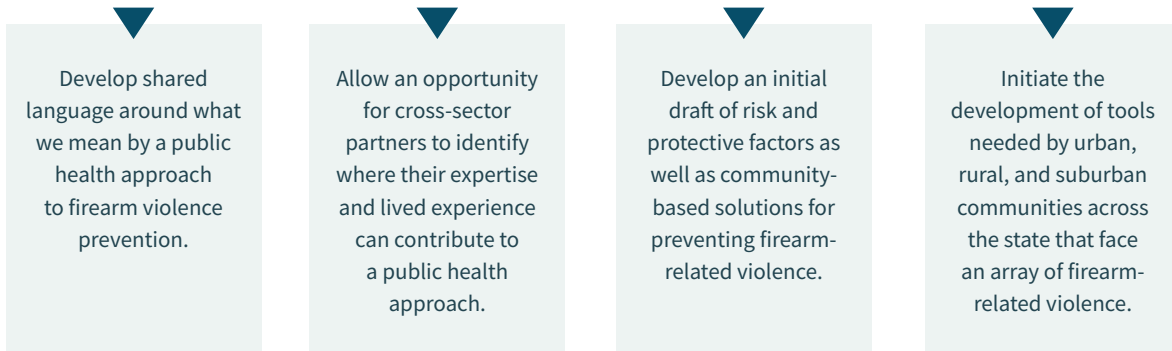 Develop shared
language around what
we mean by a public
health approach
to firearm violence
prevention.
Allow an opportunity
for cross-sector
partners to identify
where their expertise
and lived experience
can contribute to
a public health
approach.
Develop an initial
draft of risk and
protective factors as
well as community-
based solutions for
preventing firearm-
related violence.
Initiate the
development of tools
needed by urban,
rural, and suburban
communities across
the state that face
an array of firearm-
related violence.